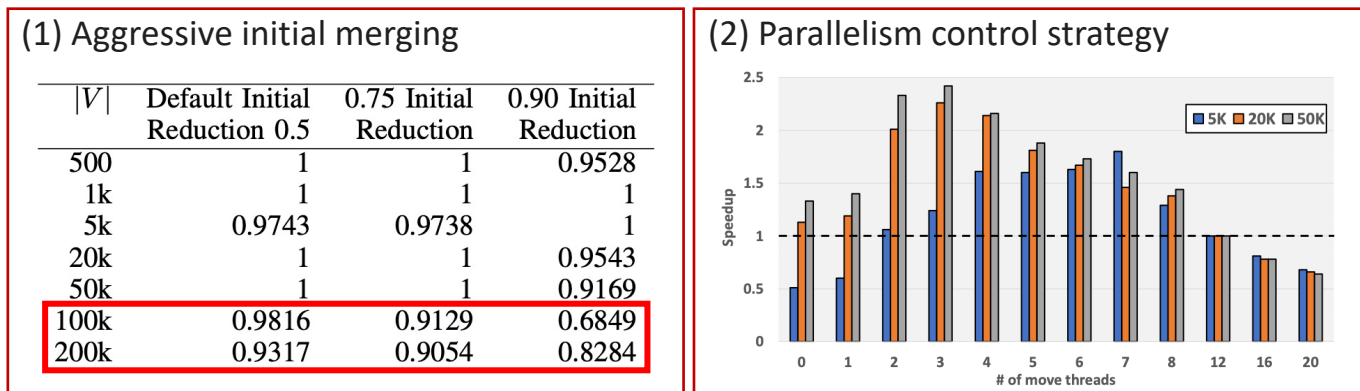 (1) Aggressive initial merging
|V| Default Initial 0.75 Initial 0.90 Initial
Reduction 0.5 Reduction Reduction
500 1 1 0.9528
1k 1 1 1
5k 0.9743 0.9738 1
20k 1 1 0.9543
50k 1 1 0.9169
100k 0.9816 0.9129 0.6849
200k 0.9317 0.9054 0.8284
(2) Parallelism control strategy
2.5
5K 20K 50K
2
1.5
Speedup
1
0.5
0
0 1 2 3 4 5 6 7 8 12 16 20
# of move threads